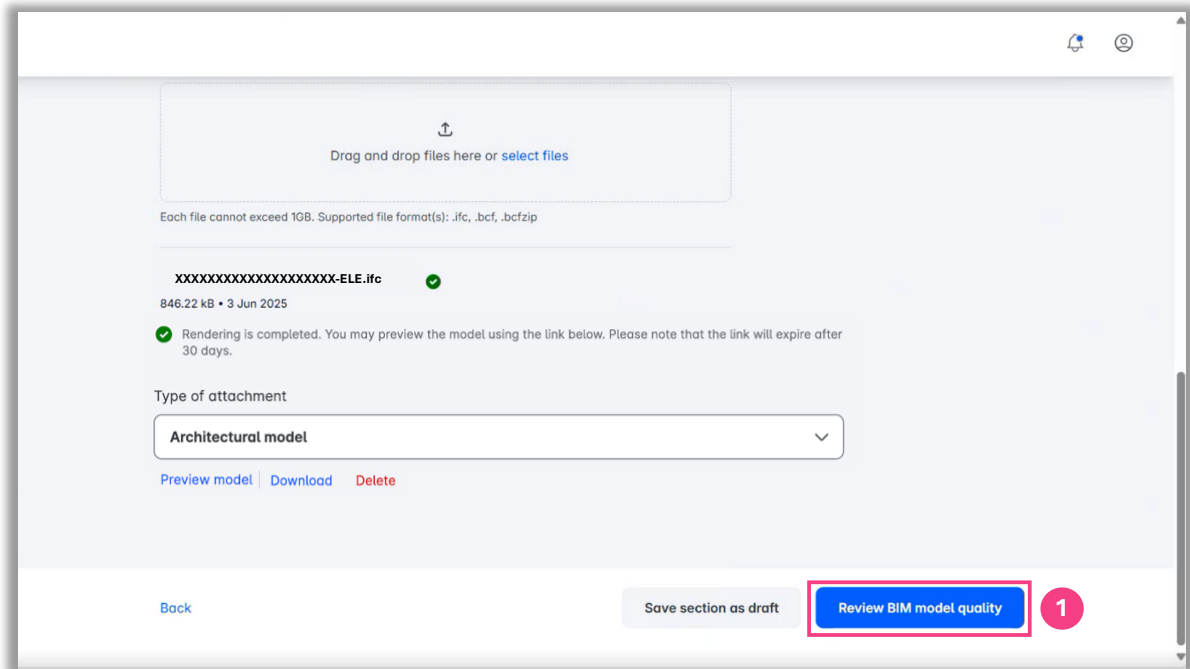 Drag and drop files here or select files
Each file cannot exceed 1GB. Supported file format(s): .ifc, .bcf, .bcfzip
XXXXXXXXXXXXXXXXXXXX-ELE.ifc
846.22 kB • 3 Jun 2025
Rendering is completed. You may preview the model using the link below. Please note that the link will expire after
30 days.
Type of attachment
Architectural model
Preview model Download Delete
Back Save section as draft Review BIM model quality 1